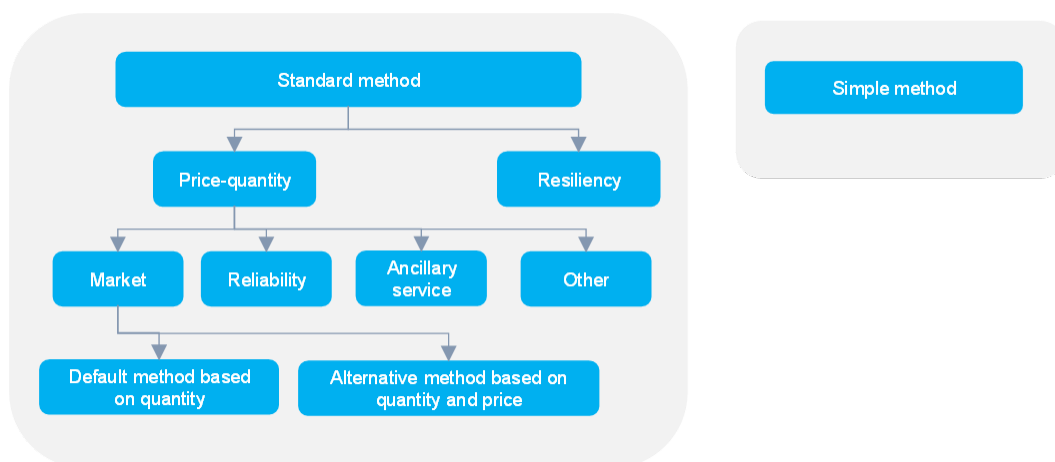 Standard method
Simple method
Price-quantity
Resiliency
Market
Reliability
Ancillary
service
Other
Default method based
on quantity
Alternative method based on
quantity and price